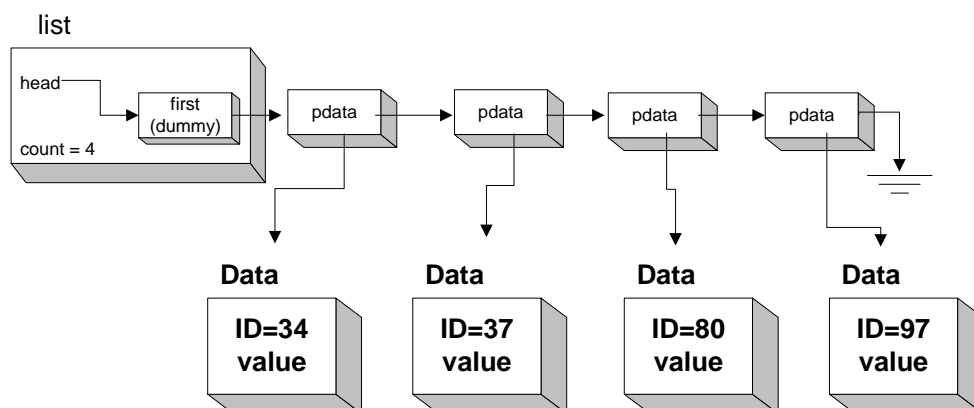 list
head
first
(dummy)
count = 4
pdata
pdata
pdata
pdata
Data
Data
Data
Data
ID=34
value
ID=37
value
ID=80
value
ID=97
value